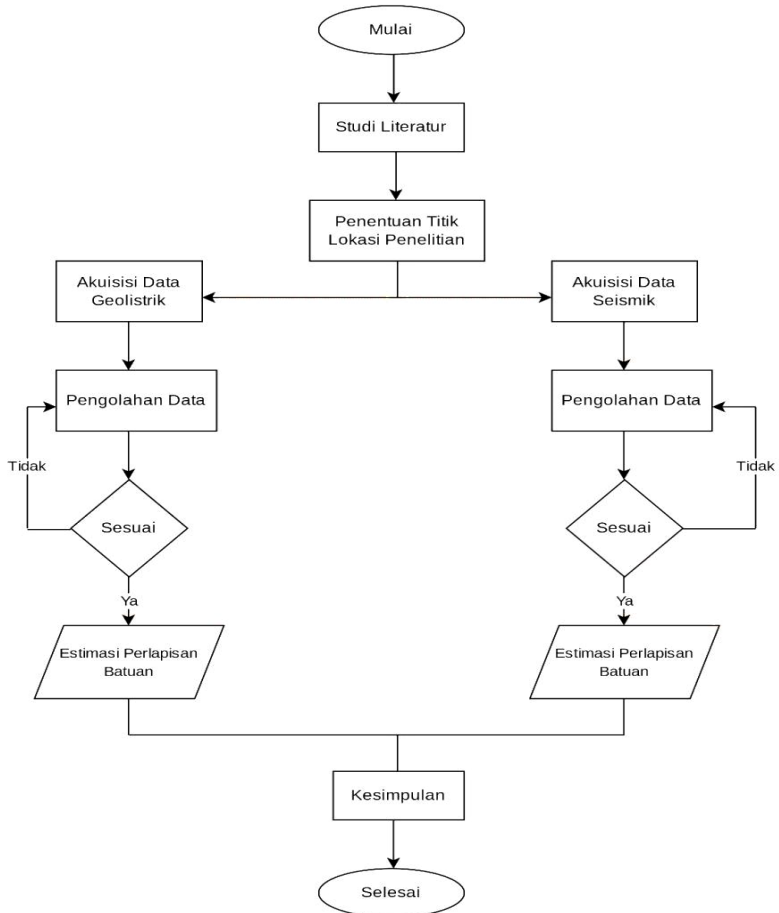 Mulai
Studi Literatur
Penentuan Titik
Lokasi Penelitian
Akuisisi Data
Geolistrik
Akuisisi Data
Seismik
Pengolahan Data
Pengolahan Data
Tidak
Tidak
Sesuai
Sesuai
Ya
Ya
Estimasi Perlapisan
Batuan
Estimasi Perlapisan
Batuan
Kesimpulan
Selesai